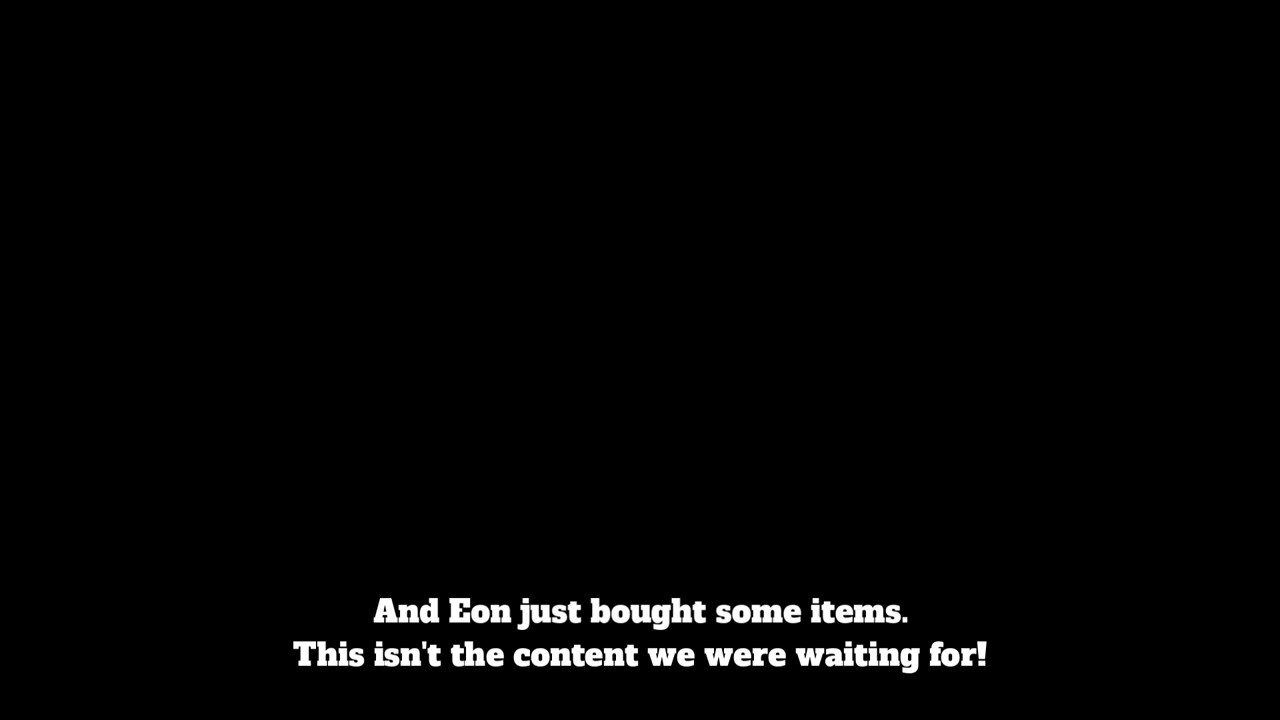 And Eon just bought some items.
This isn't the content we were waiting for!